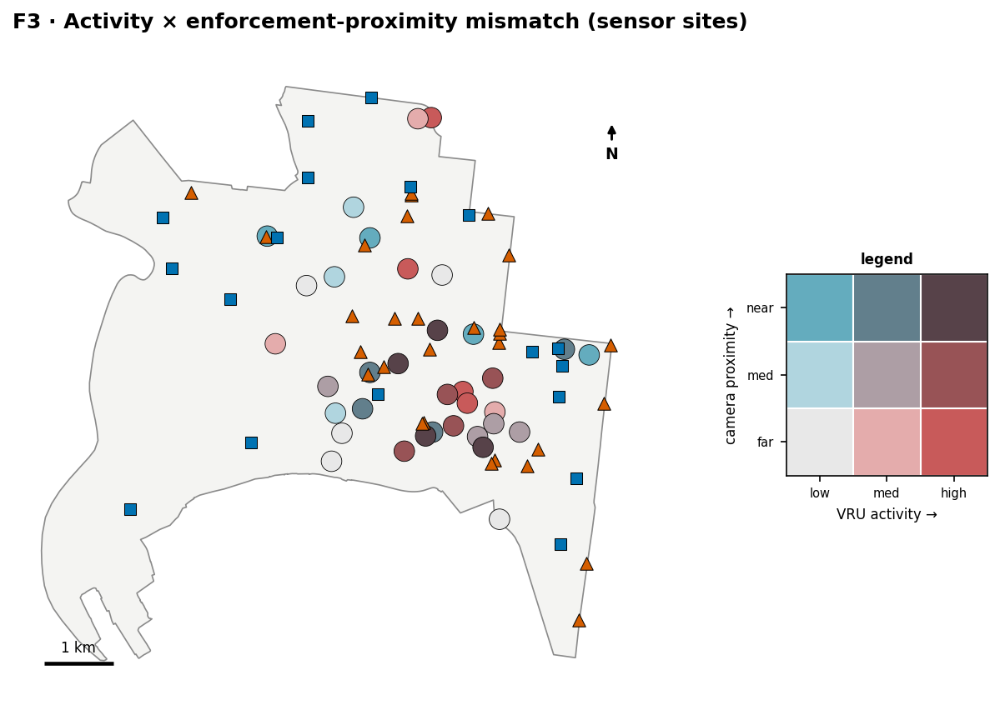 F3 · Activity × enforcement-proximity mismatch (sensor sites)
N
legend
near
med
far
camera proximity →
low
med
high
VRU activity →
1 km